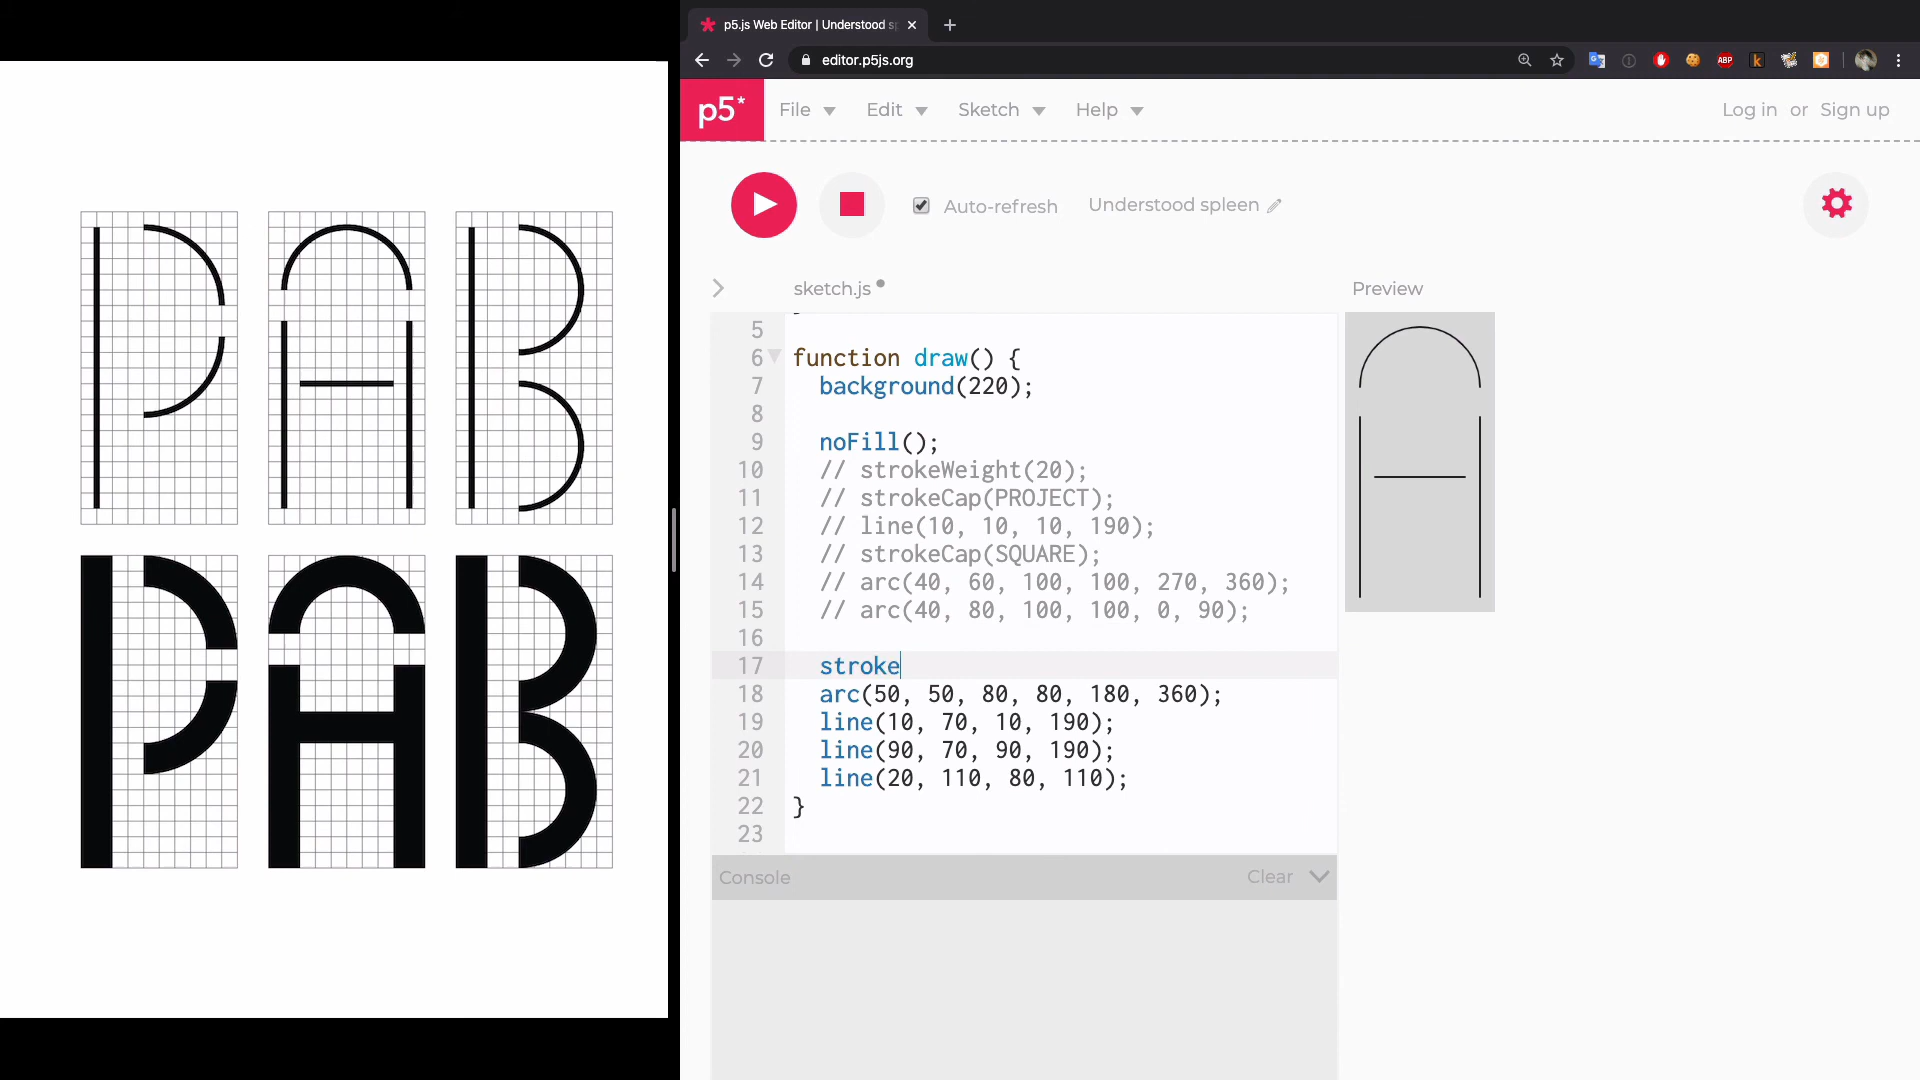 p5.js Web Editor | Understood sp
editor.p5js.org
ABP
k
p5* File Edit Sketch Help Log in or Sign up
Auto-refresh Understood spleen
sketch.js Preview
5
6 function draw() {
7 background(220);
8
9 noFill();
10 // strokeWeight(20);
11 // strokeCap(PROJECT);
12 // line(10, 10, 10, 190);
13 // strokeCap(SQUARE);
14 // arc(40, 60, 100, 100, 270, 360);
15 // arc(40, 80, 100, 100, 0, 90);
16
17 stroke
18 arc(50, 50, 80, 80, 180, 360);
19 line(10, 70, 10, 190);
20 line(90, 70, 90, 190);
21 line(20, 110, 80, 110);
22 }
23
Console Clear
PAB
PAB
A